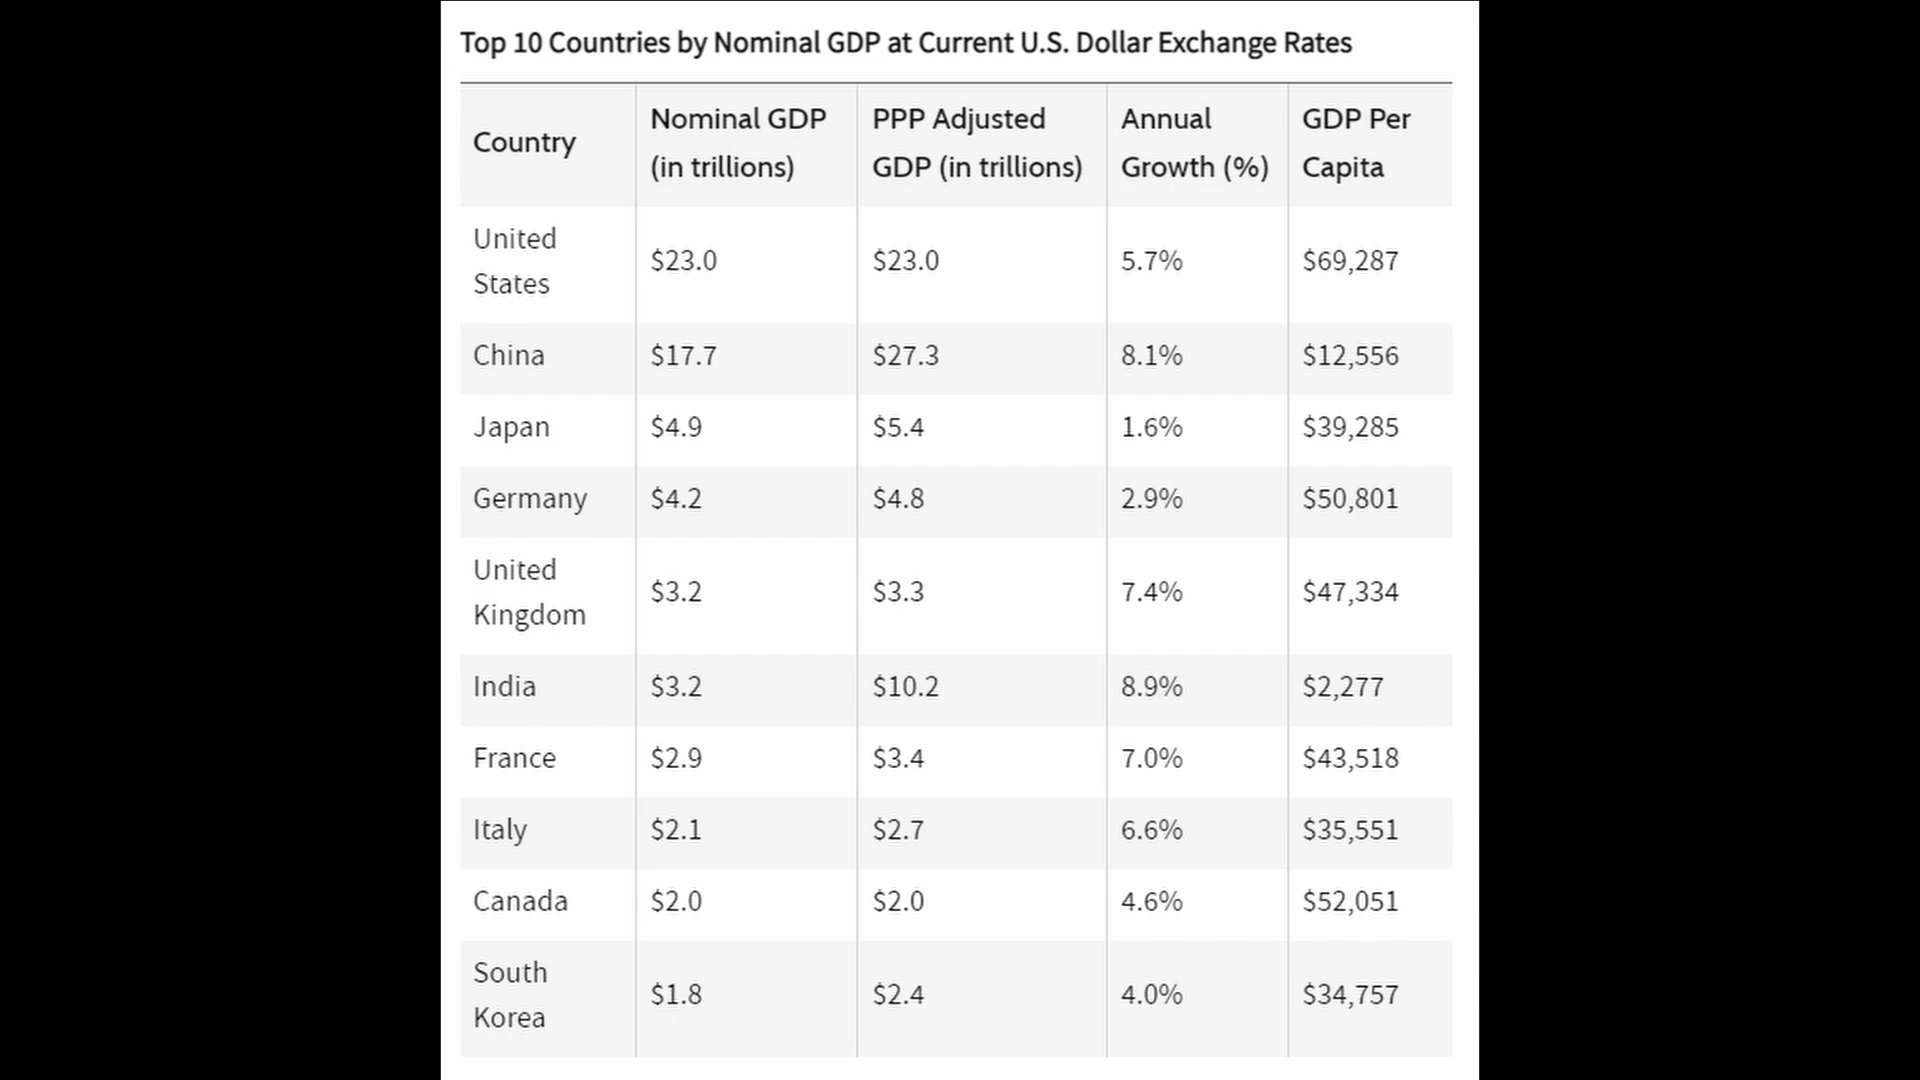 Top 10 Countries by Nominal GDP at Current U.S. Dollar Exchange Rates
Country
Nominal GDP
(in trillions)
PPP Adjusted
GDP (in trillions)
Annual
Growth (%)
GDP Per
Capita
United
States
$23.0
$23.0
5.7%
$69,287
China
$17.7
$27.3
8.1%
$12,556
Japan
$4.9
$5.4
1.6%
$39,285
Germany
$4.2
$4.8
2.9%
$50,801
United
Kingdom
$3.2
$3.3
7.4%
$47,334
India
$3.2
$10.2
8.9%
$2,277
France
$2.9
$3.4
7.0%
$43,518
Italy
$2.1
$2.7
6.6%
$35,551
Canada
$2.0
$2.0
4.6%
$52,051
South
Korea
$1.8
$2.4
4.0%
$34,757